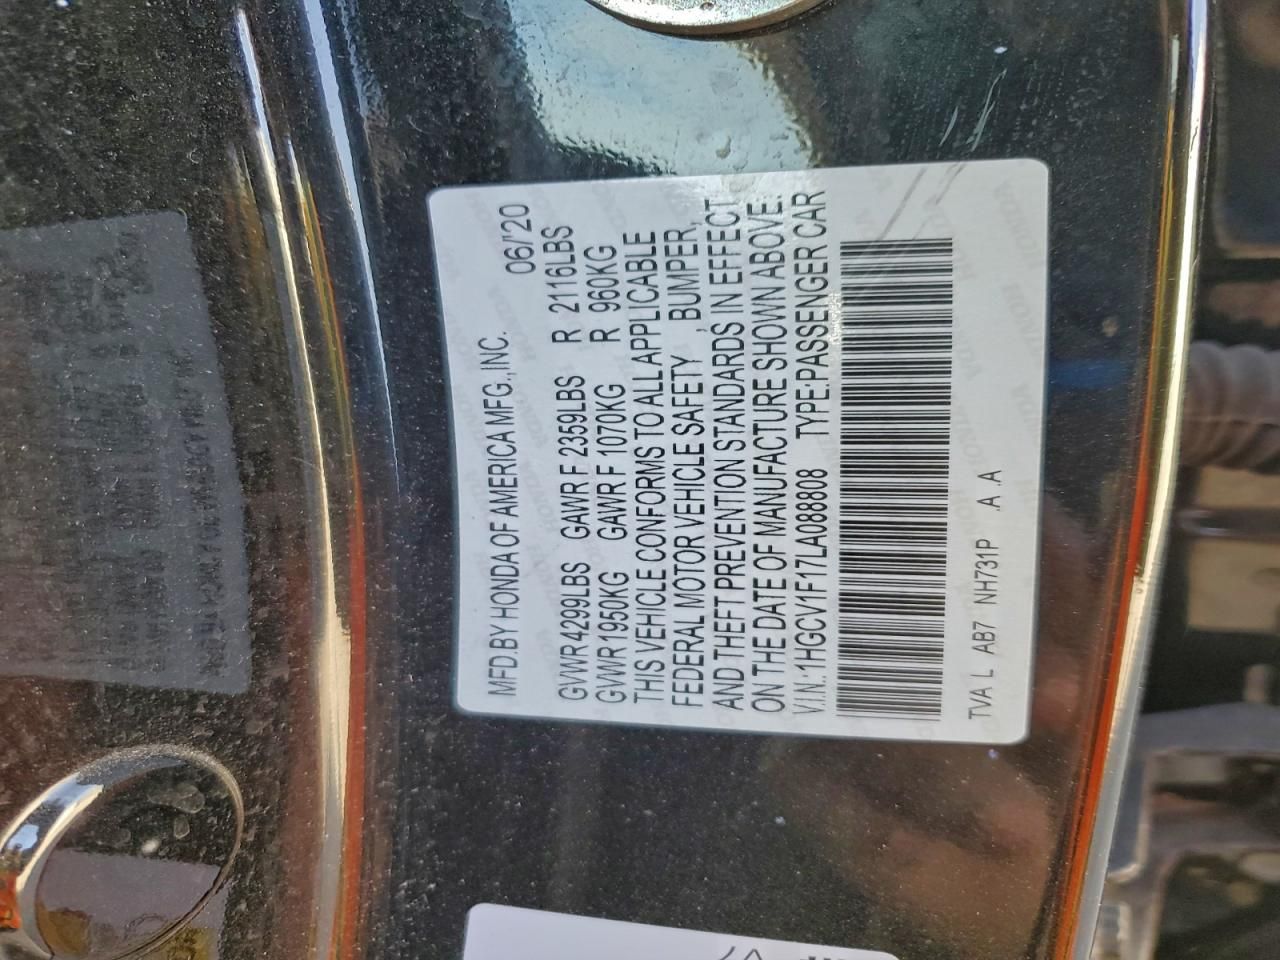 MFD.BY HONDA OF AMERICA MFG.,INC. 06/'20
GVWR 4299LBS GAWR F 2359LBS R 2116LBS
GVWR 1950KG GAWR F 1070KG R 960KG
THIS VEHICLE CONFORMS TO ALL APPLICABLE
FEDERAL MOTOR VEHICLE SAFETY ,BUMPER,
AND THEFT PREVENTION STANDARDS IN EFFECT
ON THE DATE OF MANUFACTURE SHOWN ABOVE.
V.I.N.:1HGCV1F17LA088808 TYPE:PASSENGER CAR
TVA L AB7 NH731P .A .A